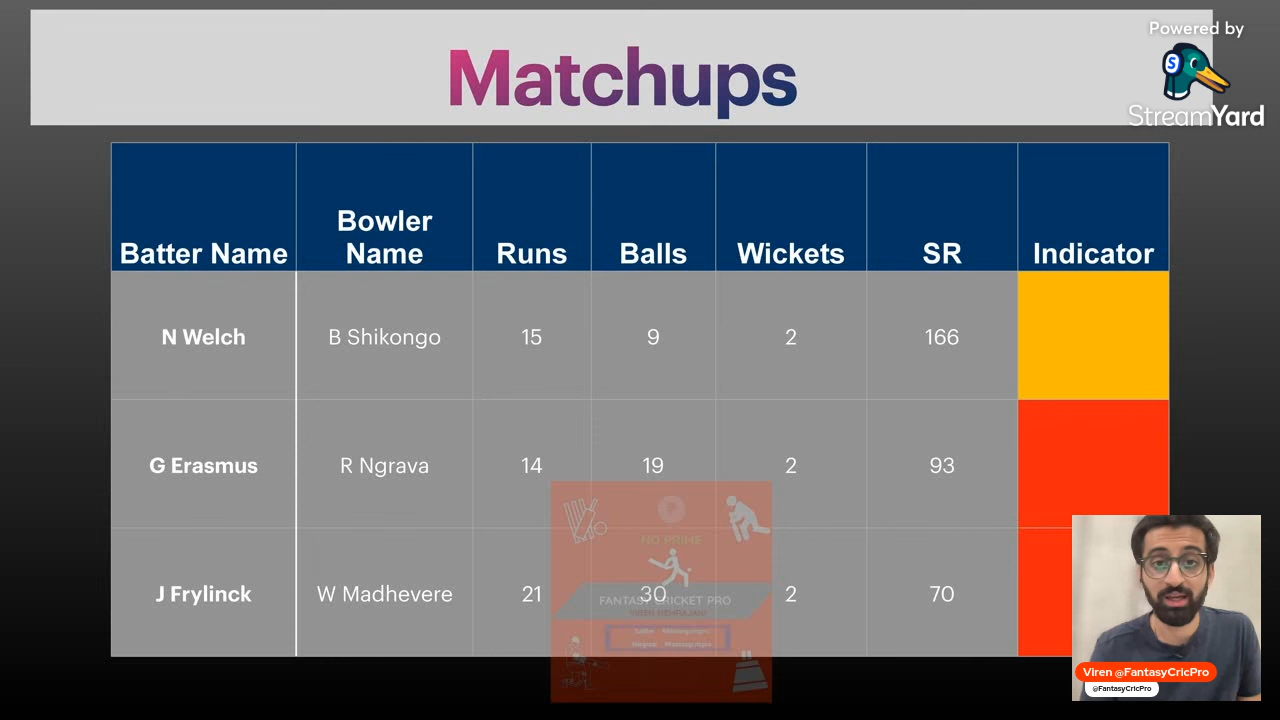 Powered by
StreamYard
Matchups
Batter Name
Bowler Name
Runs
Balls
Wickets
SR
Indicator
N Welch
B Shikongo
15
9
2
166
G Erasmus
R Ngrava
14
19
2
93
NO PRIME
J Frylinck
W Madhevere
21
30
2
70
FANTASY CRICKET PRO
Viren @FantasyCricPro
@FantasyCricPro